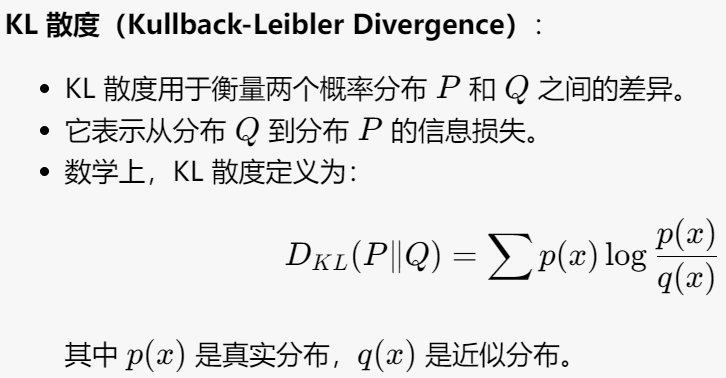 KL 散度（Kullback-Leibler Divergence）：
• KL 散度用于衡量两个概率分布 P 和 Q 之间的差异。
• 它表示从分布 Q 到分布 P 的信息损失。
• 数学上，KL 散度定义为：
D_{KL}(P∥Q) = ∑ p(x) log \frac{p(x)}{q(x)}
其中 p(x) 是真实分布，q(x) 是近似分布。